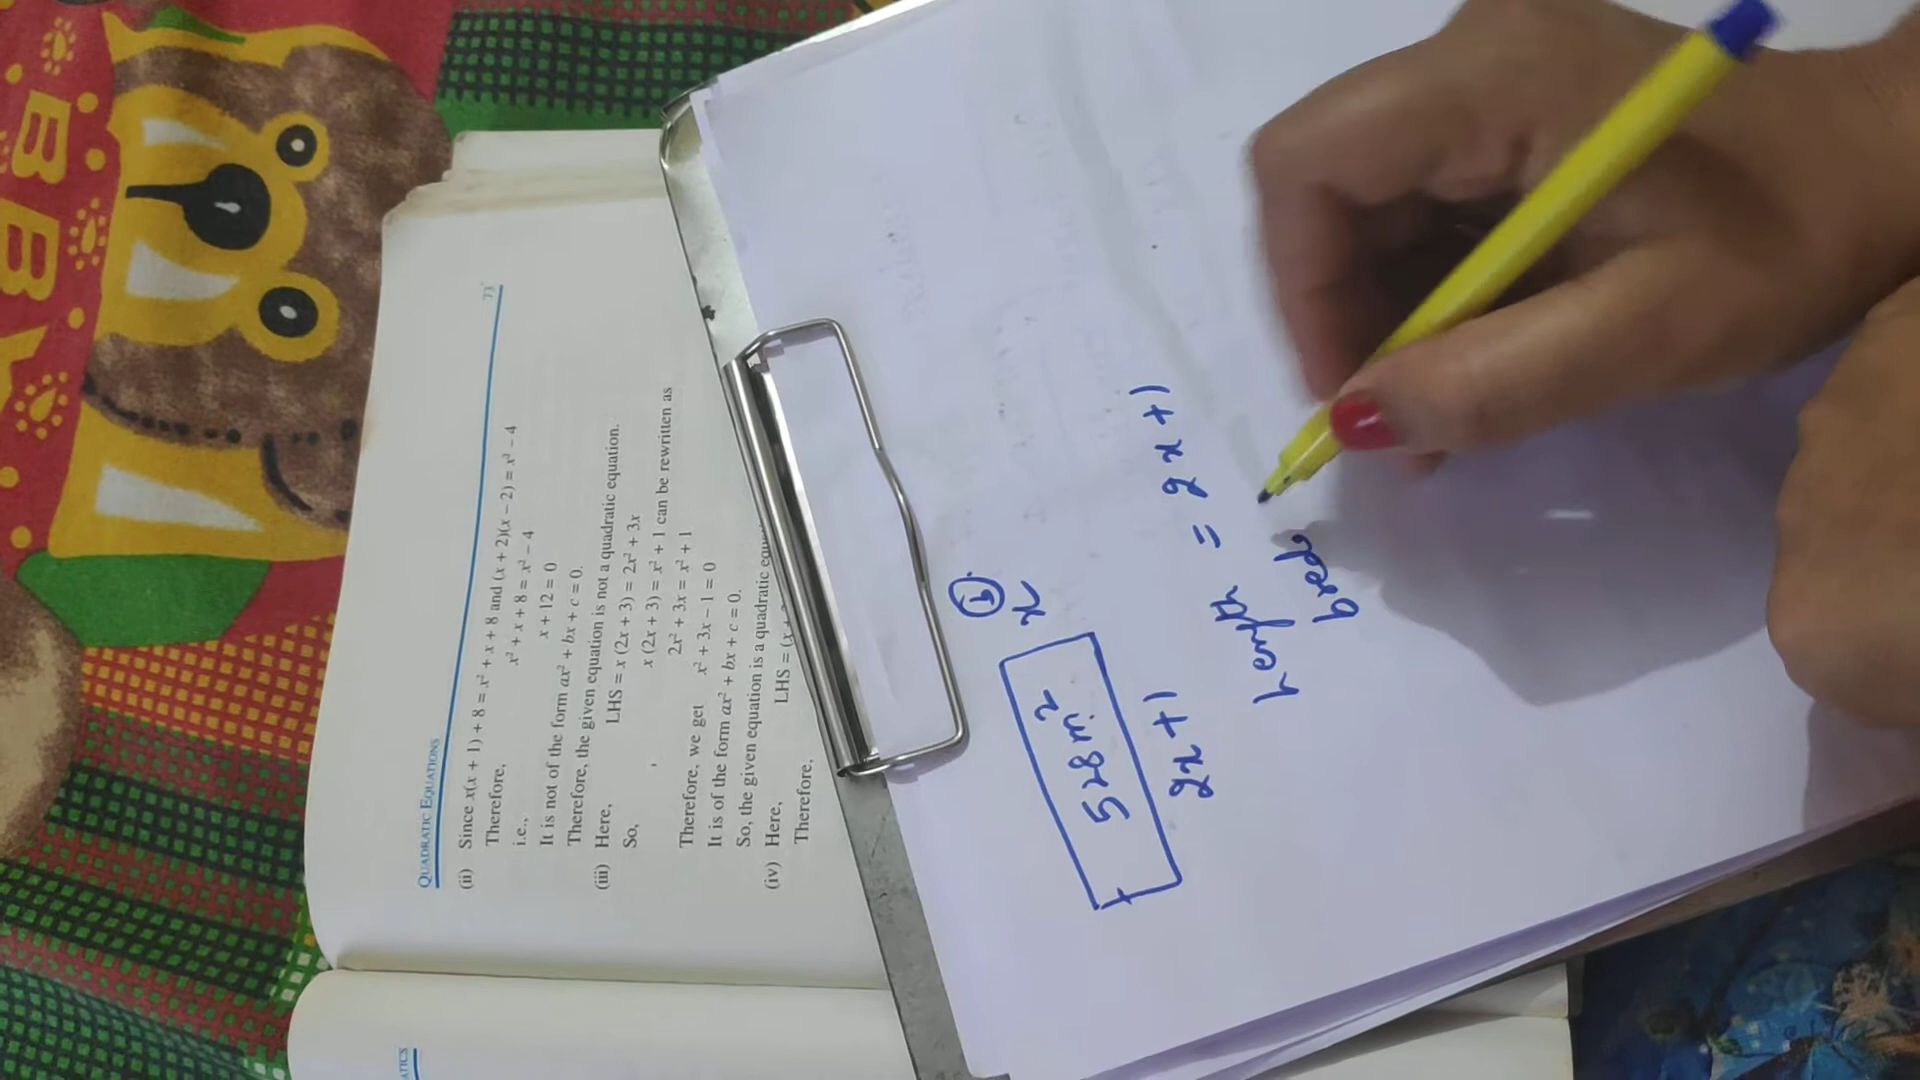 QUADRATIC EQUATIONS 73
(ii) Since x(x + 1) + 8 = x² + x + 8 and (x + 2)(x – 2) = x² – 4
Therefore, x² + x + 8 = x² – 4
i.e., x + 12 = 0
It is not of the form ax² + bx + c = 0.
Therefore, the given equation is not a quadratic equation.
(iii) Here, LHS = x (2x + 3) = 2x² + 3x
So, x (2x + 3) = x² + 1 can be rewritten as
2x² + 3x = x² + 1
Therefore, we get x² + 3x – 1 = 0
It is of the form ax² + bx + c = 0.
So, the given equation is a quadratic
(iv) Here, LHS =
Therefore,
①
x
528m²
2x+1
Length = 2x+1
bread
BB